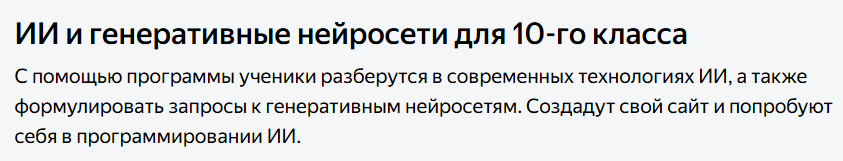 ИИ и генеративные нейросети для 10-го класса
С помощью программы ученики разберутся в современных технологиях ИИ, а также
формулировать запросы к генеративным нейросетям. Создадут свой сайт и попробуют
себя в программировании ИИ.